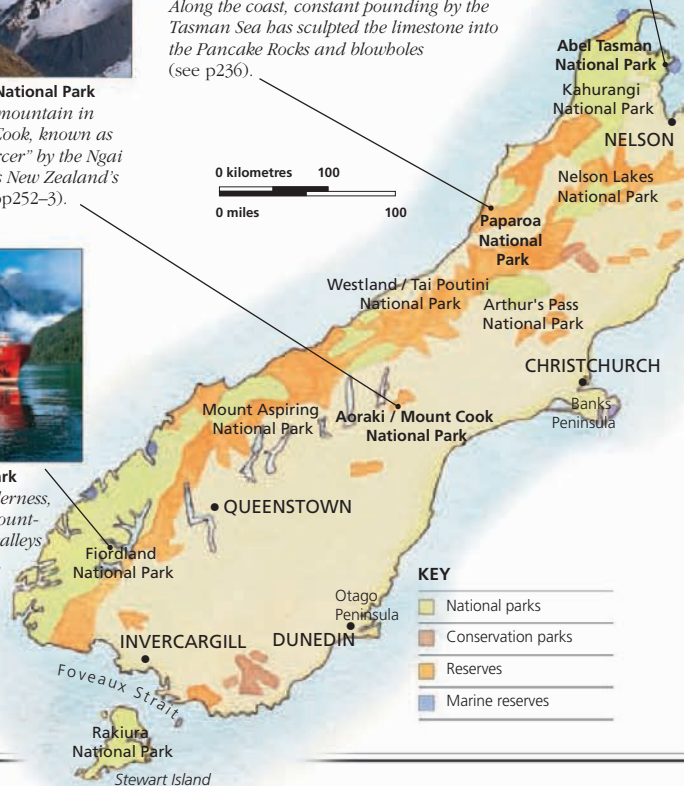 Along the coast, constant pounding by the
Tasman Sea has sculpted the limestone into
the Pancake Rocks and blowholes
(see p236).
National Park
mountain in
Cook, known as
by the Ngai
New Zealand's
pp252–3).
0 kilometres 100
0 miles 100
Abel Tasman
National Park
Kahurangi
National Park
NELSON
Nelson Lakes
National Park
Paparoa
National
Park
Westland / Tai Poutini
National Park
Arthur's Pass
National Park
CHRISTCHURCH
Banks
Peninsula
Mount Aspiring
National Park
Aoraki / Mount Cook
National Park
QUEENSTOWN
Fiordland
National Park
Otago
Peninsula
INVERCARGILL
DUNEDIN
Foveaux Strait
Rakiura
National Park
Stewart Island
KEY
National parks
Conservation parks
Reserves
Marine reserves